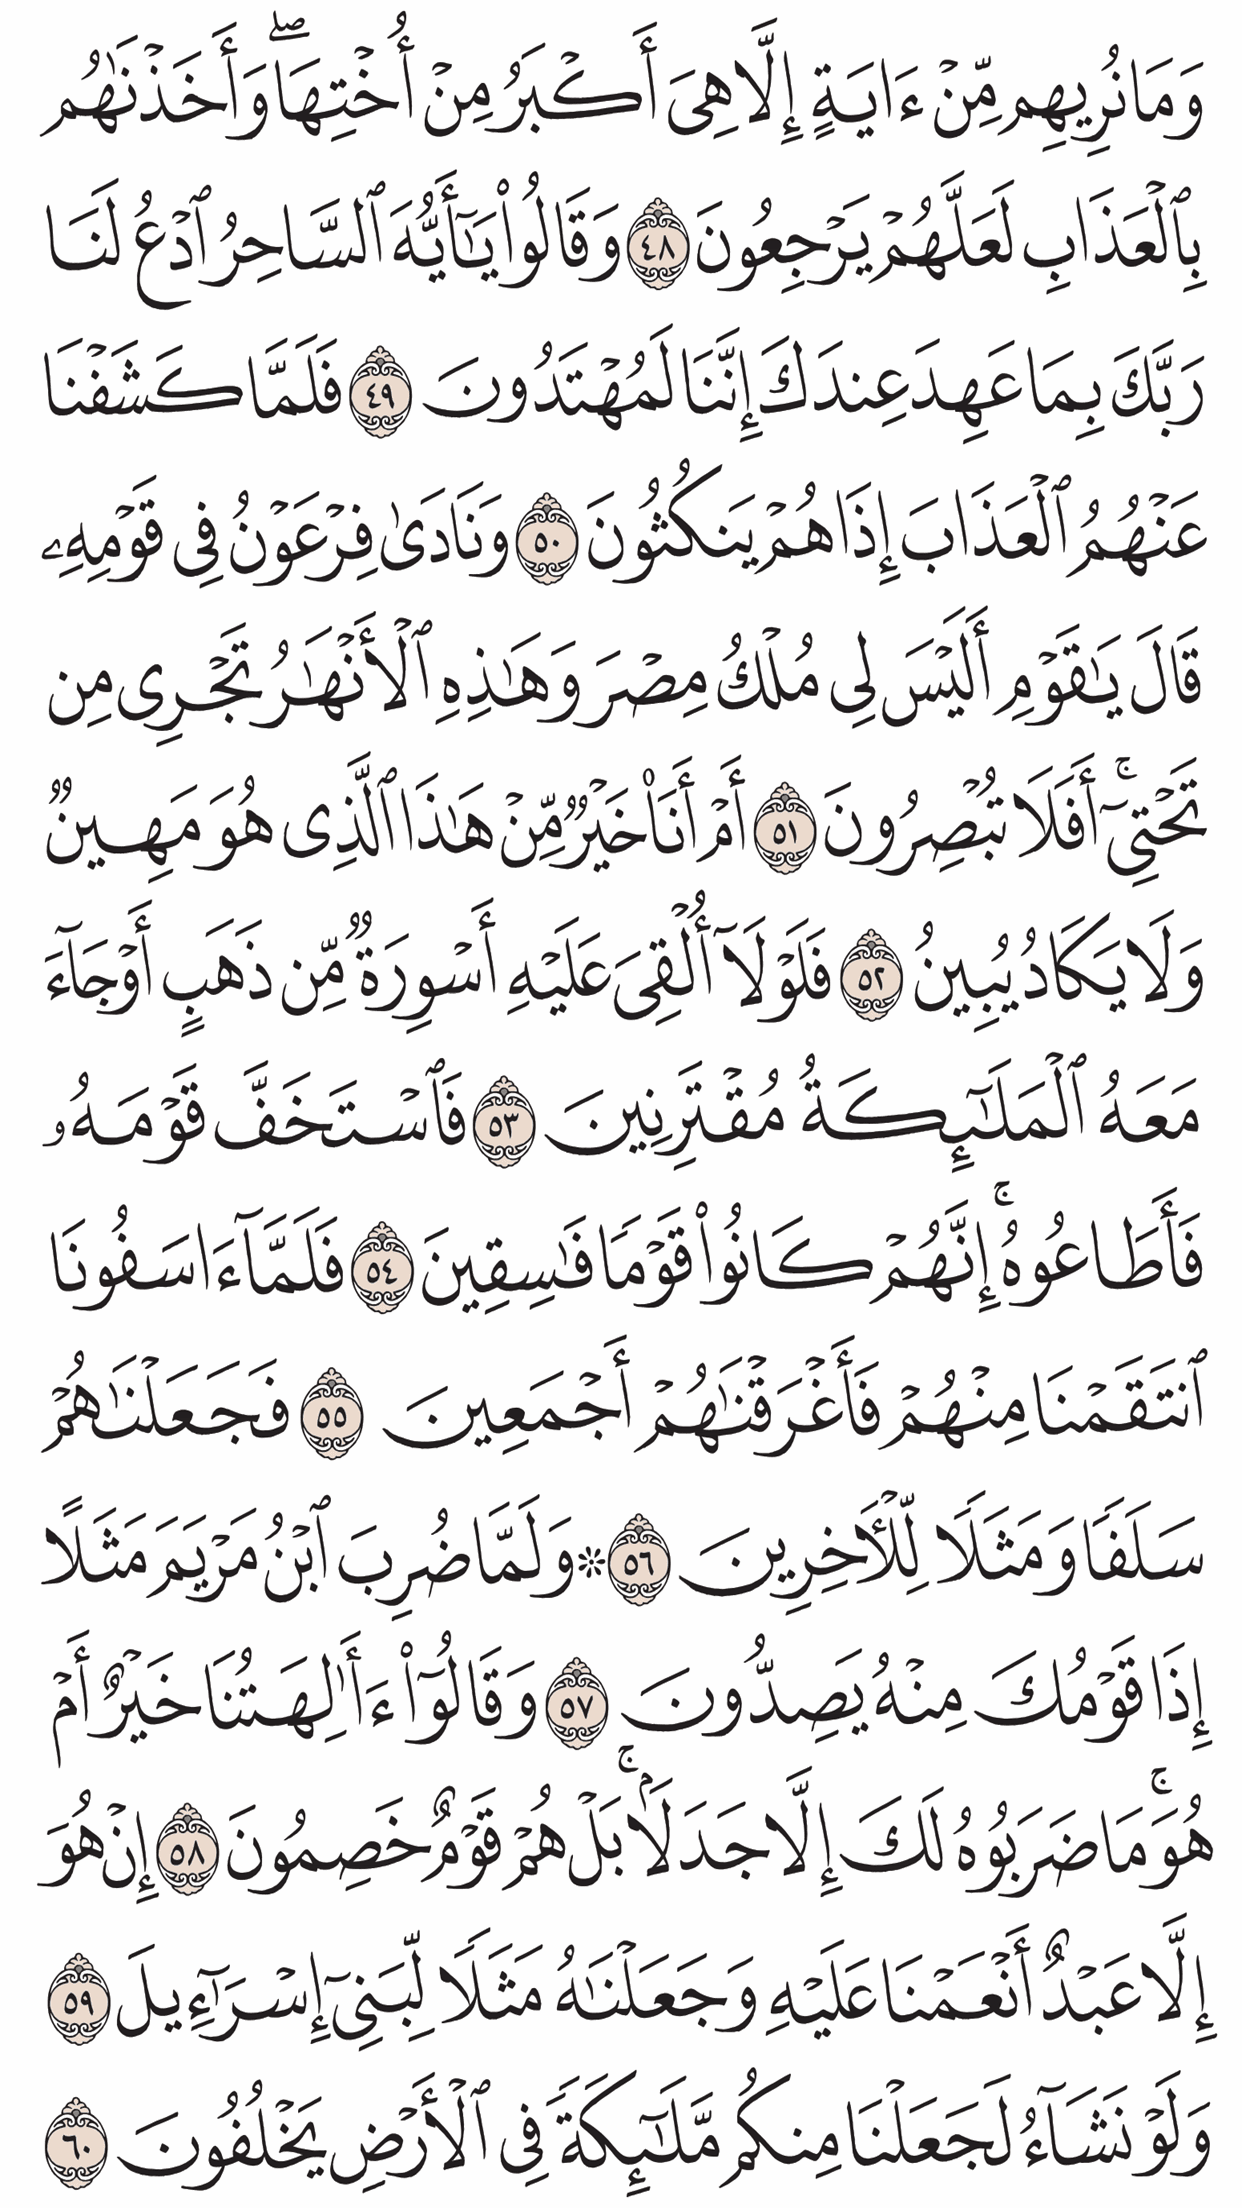 وَمَا نُرِيهِم مِّنْ ءَايَةٍ إِلَّا هِىَ أَكْبَرُ مِنْ أُخْتِهَا ۖ وَأَخَذْنَـٰهُم
بِٱلْعَذَابِ لَعَلَّهُمْ يَرْجِعُونَ ٤٨ وَقَالُوا۟ يَـٰٓأَيُّهَ ٱلسَّاحِرُ ٱدْعُ لَنَا
رَبَّكَ بِمَا عَهِدَ عِندَكَ إِنَّنَا لَمُهْتَدُونَ ٤٩ فَلَمَّا كَشَفْنَا
عَنْهُمُ ٱلْعَذَابَ إِذَا هُمْ يَنكُثُونَ ٥٠ وَنَادَىٰ فِرْعَوْنُ فِى قَوْمِهِۦ
قَالَ يَـٰقَوْمِ أَلَيْسَ لِى مُلْكُ مِصْرَ وَهَـٰذِهِ ٱلْأَنْهَـٰرُ تَجْرِى مِن
تَحْتِىٓ ۚ أَفَلَا تُبْصِرُونَ ٥١ أَمْ أَنَا۠ خَيْرٌ مِّنْ هَـٰذَا ٱلَّذِى هُوَ مَهِينٌ
وَلَا يَكَادُ يُبِينُ ٥٢ فَلَوْلَآ أُلْقِىَ عَلَيْهِ أَسْوِرَةٌ مِّن ذَهَبٍ أَوْ جَآءَ
مَعَهُ ٱلْمَلَـٰٓئِكَةُ مُقْتَرِنِينَ ٥٣ فَٱسْتَخَفَّ قَوْمَهُۥ
فَأَطَاعُوهُ ۚ إِنَّهُمْ كَانُوا۟ قَوْمًا فَـٰسِقِينَ ٥٤ فَلَمَّآ ءَاسَفُونَا
ٱنتَقَمْنَا مِنْهُمْ فَأَغْرَقْنَـٰهُمْ أَجْمَعِينَ ٥٥ فَجَعَلْنَـٰهُمْ
سَلَفًا وَمَثَلًا لِّلْـَٔاخِرِينَ ٥٦ ۞ وَلَمَّا ضُرِبَ ٱبْنُ مَرْيَمَ مَثَلًا
إِذَا قَوْمُكَ مِنْهُ يَصِدُّونَ ٥٧ وَقَالُوٓا۟ ءَأَـٰلِهَتُنَا خَيْرٌ أَمْ
هُوَ ۚ مَا ضَرَبُوهُ لَكَ إِلَّا جَدَلًۢا ۚ بَلْ هُمْ قَوْمٌ خَصِمُونَ ٥٨ إِنْ هُوَ
إِلَّا عَبْدٌ أَنْعَمْنَا عَلَيْهِ وَجَعَلْنَـٰهُ مَثَلًا لِّبَنِىٓ إِسْرَٰٓءِيلَ ٥٩
وَلَوْ نَشَآءُ لَجَعَلْنَا مِنكُم مَّلَـٰٓئِكَةً فِى ٱلْأَرْضِ يَخْلُفُونَ ٦٠